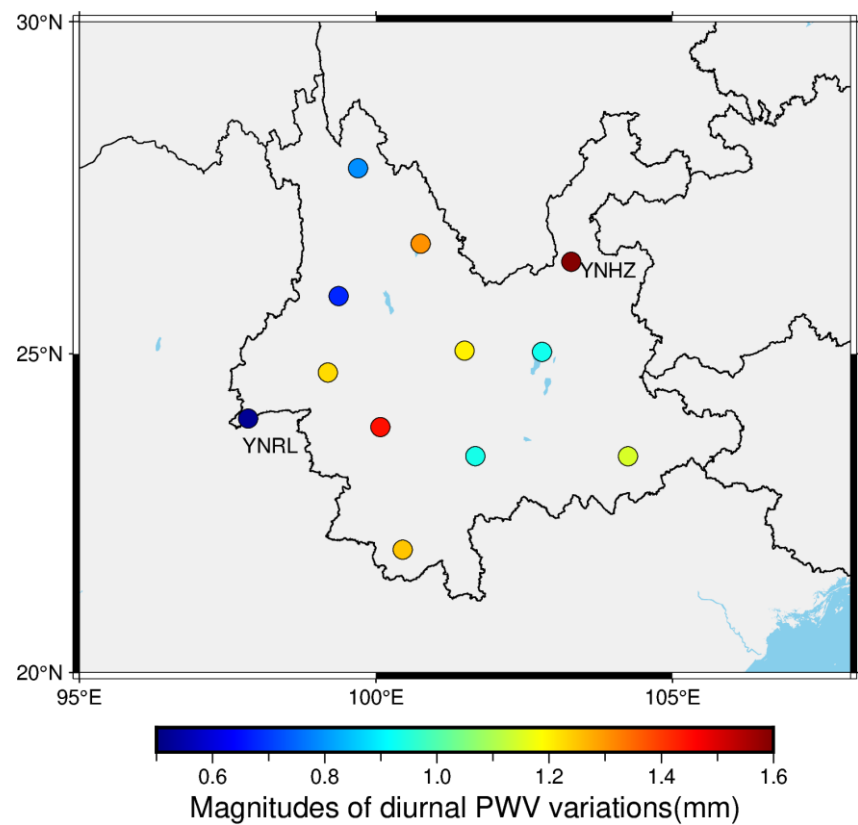 30°N
YNHZ
25°N
YNRL
20°N
95°E 100°E 105°E
0.6 0.8 1.0 1.2 1.4 1.6
Magnitudes of diurnal PWV variations(mm)